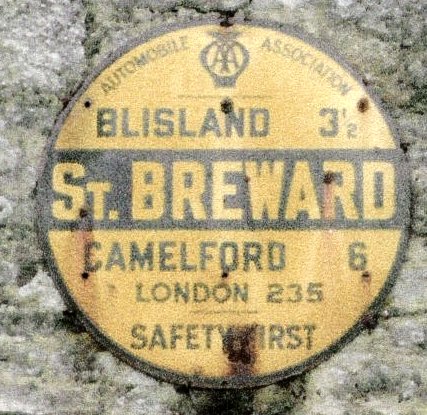 AUTOMOBILE AA ASSOCIATION
BLISLAND 3½
ST. BREWARD
CAMELFORD 6
LONDON 235
SAFETY FIRST